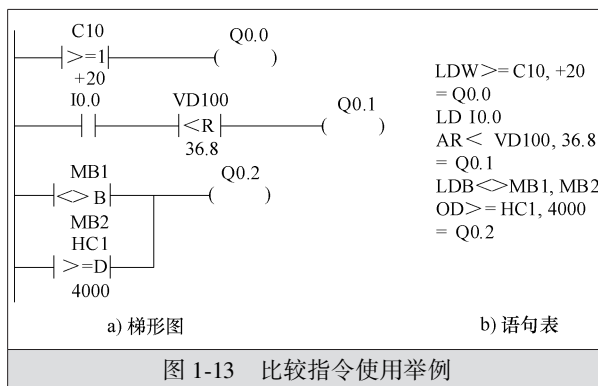 C10
>=1
+20
Q0.0
I0.0
VD100
<R
36.8
Q0.1
MB1
<> B
MB2
Q0.2
HC1
>=D
4000
a) 梯形图
LDW>= C10, +20
= Q0.0
LD I0.0
AR< VD100, 36.8
= Q0.1
LDB<>MB1, MB2
OD>= HC1, 4000
= Q0.2
b) 语句表
图 1-13 比较指令使用举例